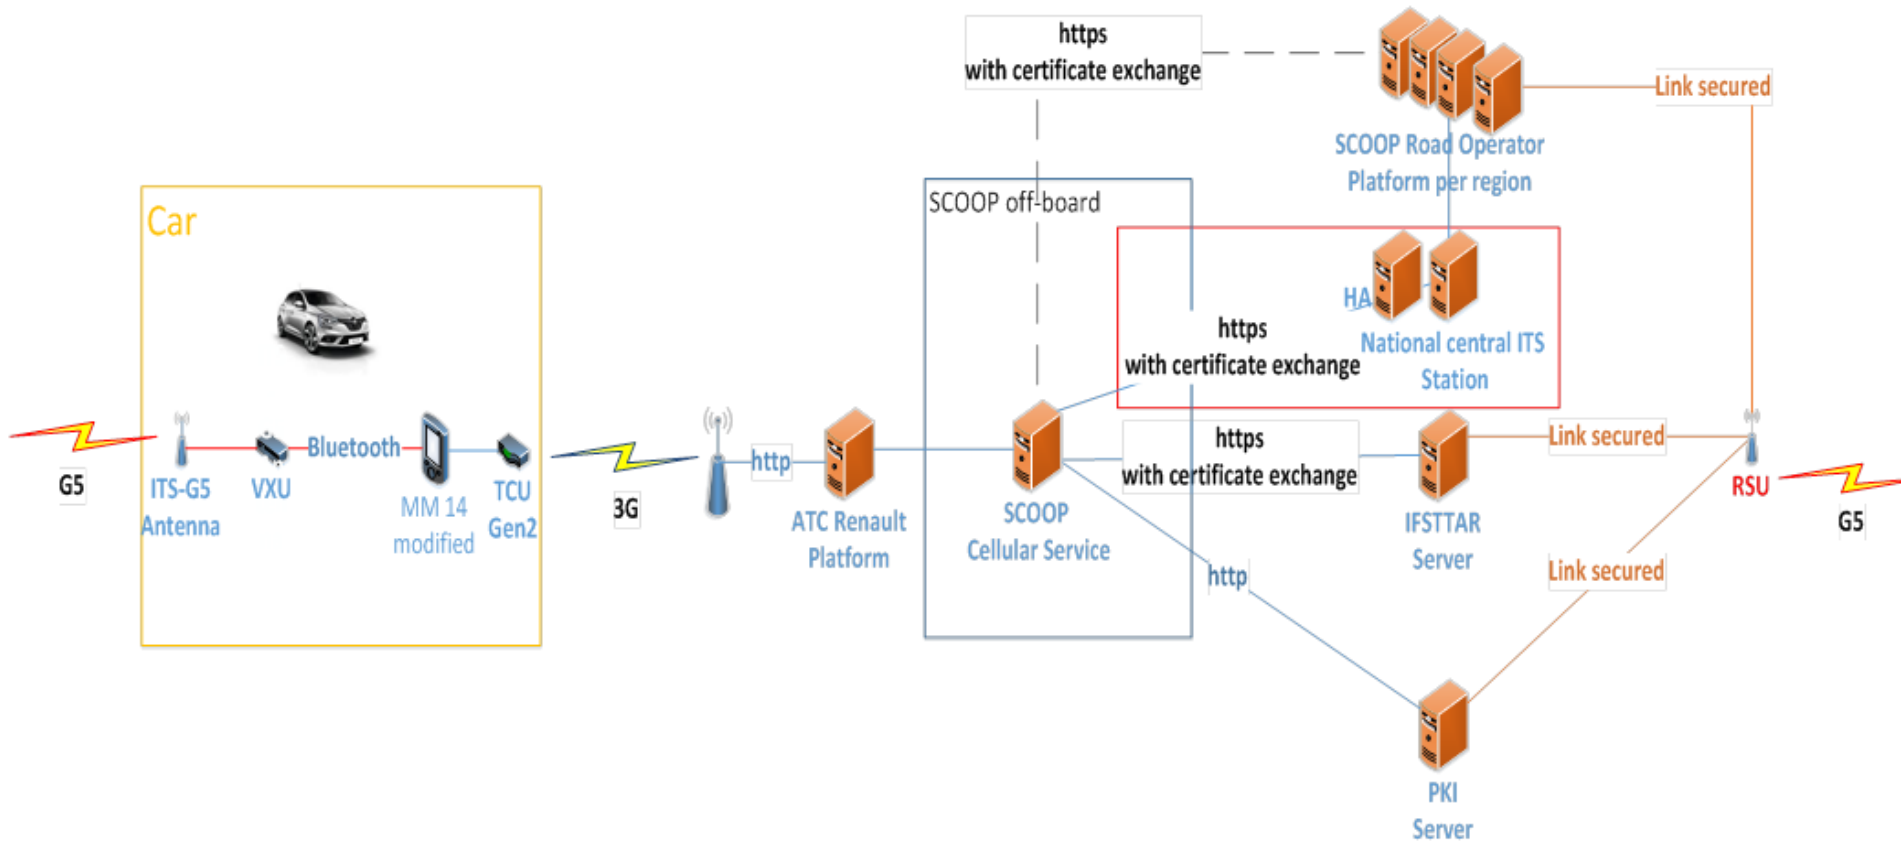 https
with certificate exchange
Link secured
SCOOP Road Operator
Platform per region
SCOOP off-board
Car
HA
National central ITS
Station
https
with certificate exchange
G5
ITS-G5
Antenna
VXU
Bluetooth
MM 14
modified
TCU
Gen2
3G
http
ATC Renault
Platform
SCOOP
Cellular Service
https
with certificate exchange
IFSTTAR
Server
Link secured
RSU
G5
http
Link secured
PKI
Server